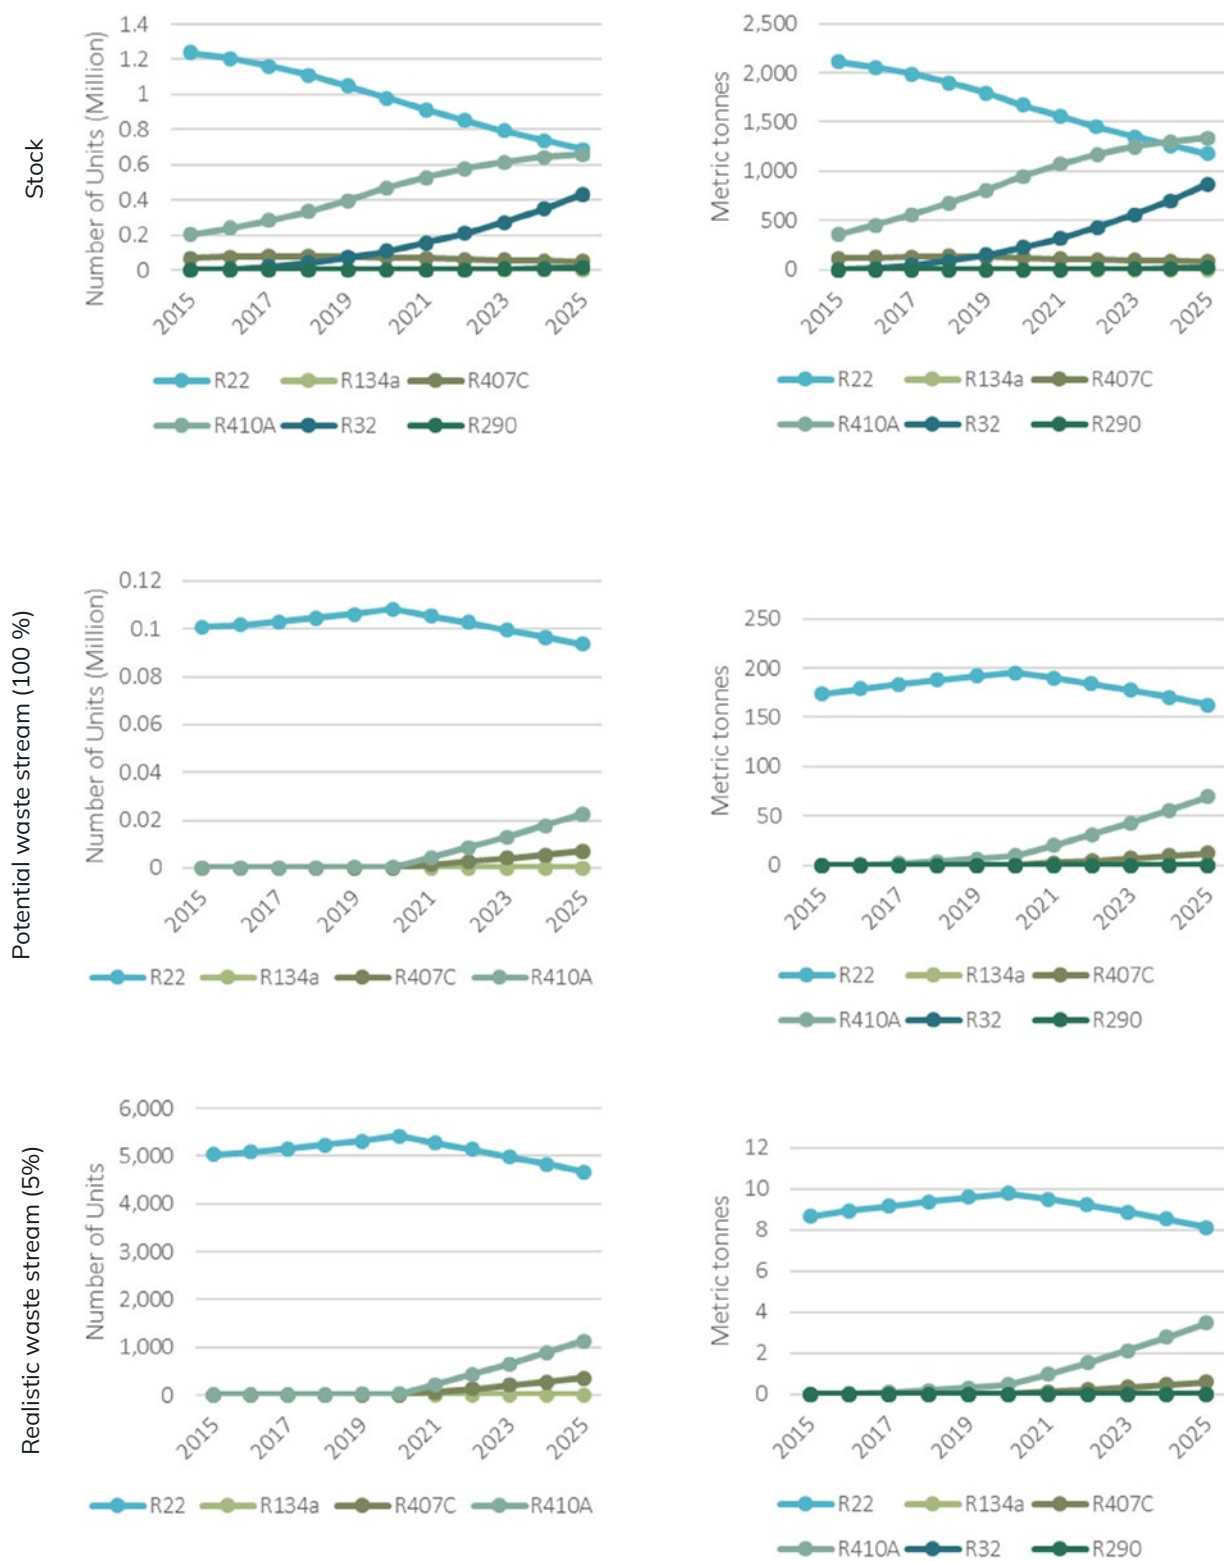 Stock
Number of Units (Million)
1.4
1.2
1
0.8
0.6
0.4
0.2
0
2015 2017 2019 2021 2023 2025
R22 R134a R407C
R410A R32 R290
Metric tonnes
2,500
2,000
1,500
1,000
500
0
2015 2017 2019 2021 2023 2025
R22 R134a R407C
R410A R32 R290
Potential waste stream (100 %)
Number of Units (Million)
0.12
0.1
0.08
0.06
0.04
0.02
0
2015 2017 2019 2021 2023 2025
R22 R134a R407C R410A
Metric tonnes
250
200
150
100
50
0
2015 2017 2019 2021 2023 2025
R22 R134a R407C
R410A R32 R290
Realistic waste stream (5%)
Number of Units
6,000
5,000
4,000
3,000
2,000
1,000
0
2015 2017 2019 2021 2023 2025
R22 R134a R407C R410A
Metric tonnes
12
10
8
6
4
2
0
2015 2017 2019 2021 2023 2025
R22 R134a R407C
R410A R32 R290